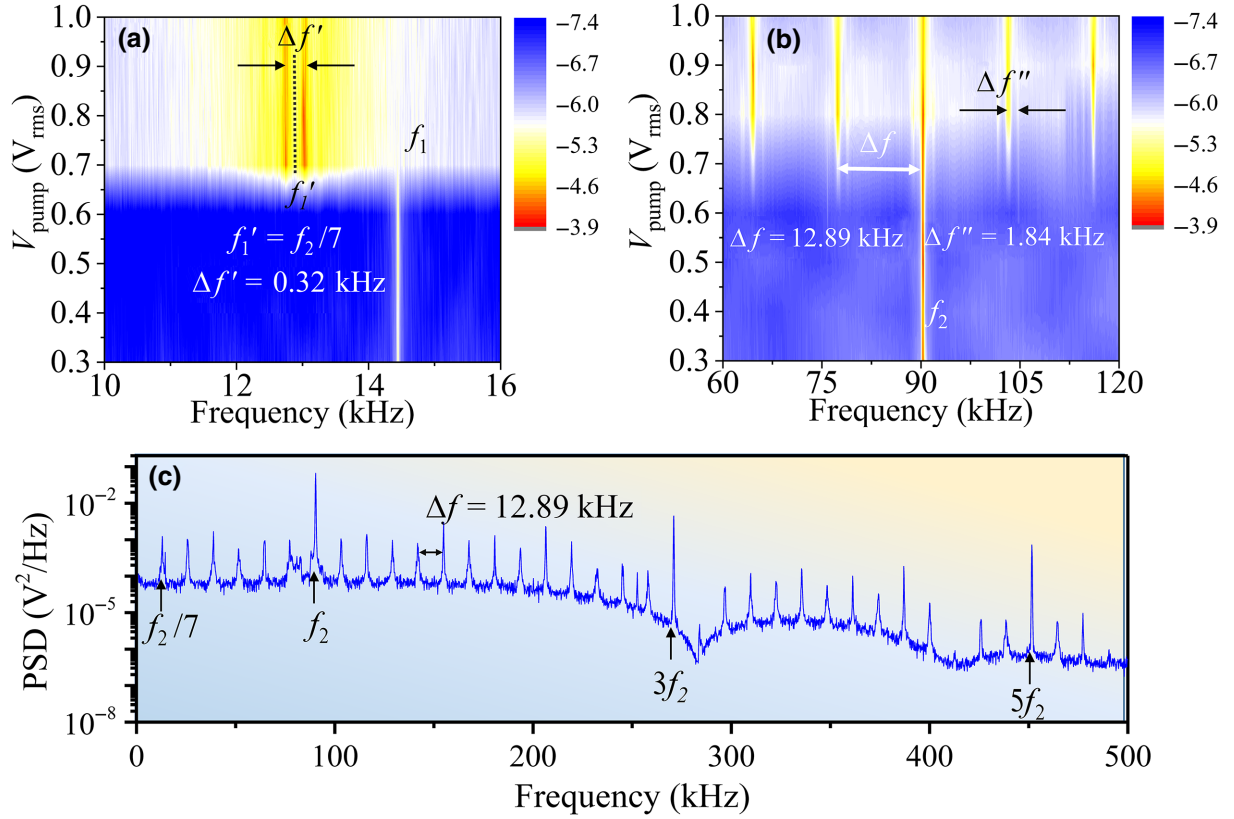 (a)
Δf′
f₁
f₁′
f₁′ = f₂/7
Δf′ = 0.32 kHz
1.0
0.9
0.8
0.7
0.6
0.5
0.4
0.3
V_pump (V_rms)
10 12 14 16
Frequency (kHz)
−7.4
−6.7
−6.0
−5.3
−4.6
−3.9
(b)
Δf″
Δf
Δf = 12.89 kHz Δf″ = 1.84 kHz
f₂
1.0
0.9
0.8
0.7
0.6
0.5
0.4
0.3
V_pump (V_rms)
60 75 90 105 120
Frequency (kHz)
−7.4
−6.7
−6.0
−5.3
−4.6
−3.9
(c)
Δf = 12.89 kHz
f₂/7
f₂
3f₂
5f₂
10⁻²
10⁻⁵
10⁻⁸
PSD (V²/Hz)
0 100 200 300 400 500
Frequency (kHz)